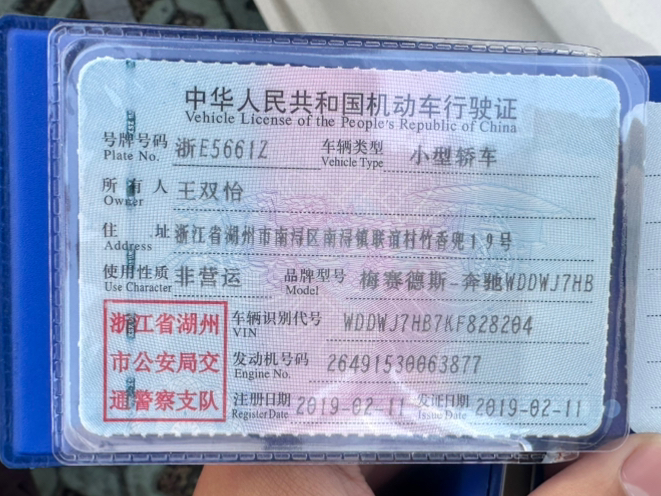 中华人民共和国机动车行驶证
Vehicle License of the People's Republic of China
号牌号码 浙E5661Z 车辆类型 小型轿车
Plate No. Vehicle Type
所有人 王双怡
Owner
住址 浙江省湖州市南浔区南浔镇联谊村竹香兜19号
Address
使用性质 非营运 品牌型号 梅赛德斯-奔驰WDDWJ7HB
Use Character Model
浙江省湖州 车辆识别代号 WDDWJ7HB7KF828204
VIN
市公安局交 发动机号码 26491530063877
Engine No.
通警察支队 注册日期 2019-02-11 发证日期 2019-02-11
Register Date Issue Date